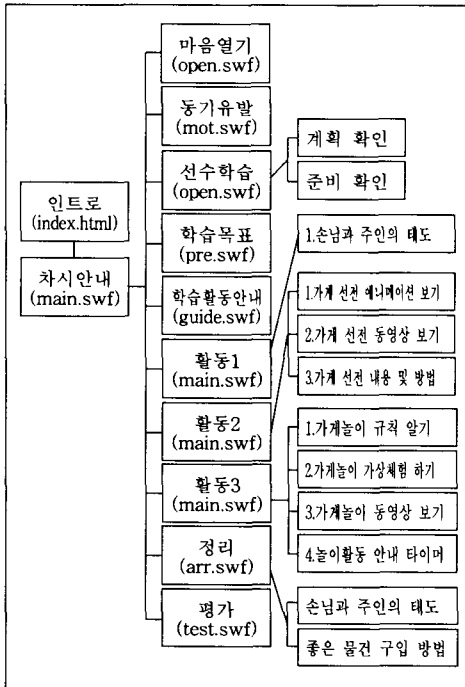 인트로
(index.html)
차시안내
(main.swf)
마음열기
(open.swf)
동기유발
(mot.swf)
선수학습
(open.swf)
학습목표
(pre.swf)
학습활동안내
(guide.swf)
활동1
(main.swf)
활동2
(main.swf)
활동3
(main.swf)
정리
(arr.swf)
평가
(test.swf)
계획 확인
준비 확인
1.손님과 주인의 태도
1.가게 선전 애니메이션 보기
2.가게 선전 동영상 보기
3.가게 선전 내용 및 방법
1.가게놀이 규칙 알기
2.가게놀이 가상체험 하기
3.가게놀이 동영상 보기
4.놀이활동 안내 타이머
손님과 주인의 태도
좋은 물건 구입 방법